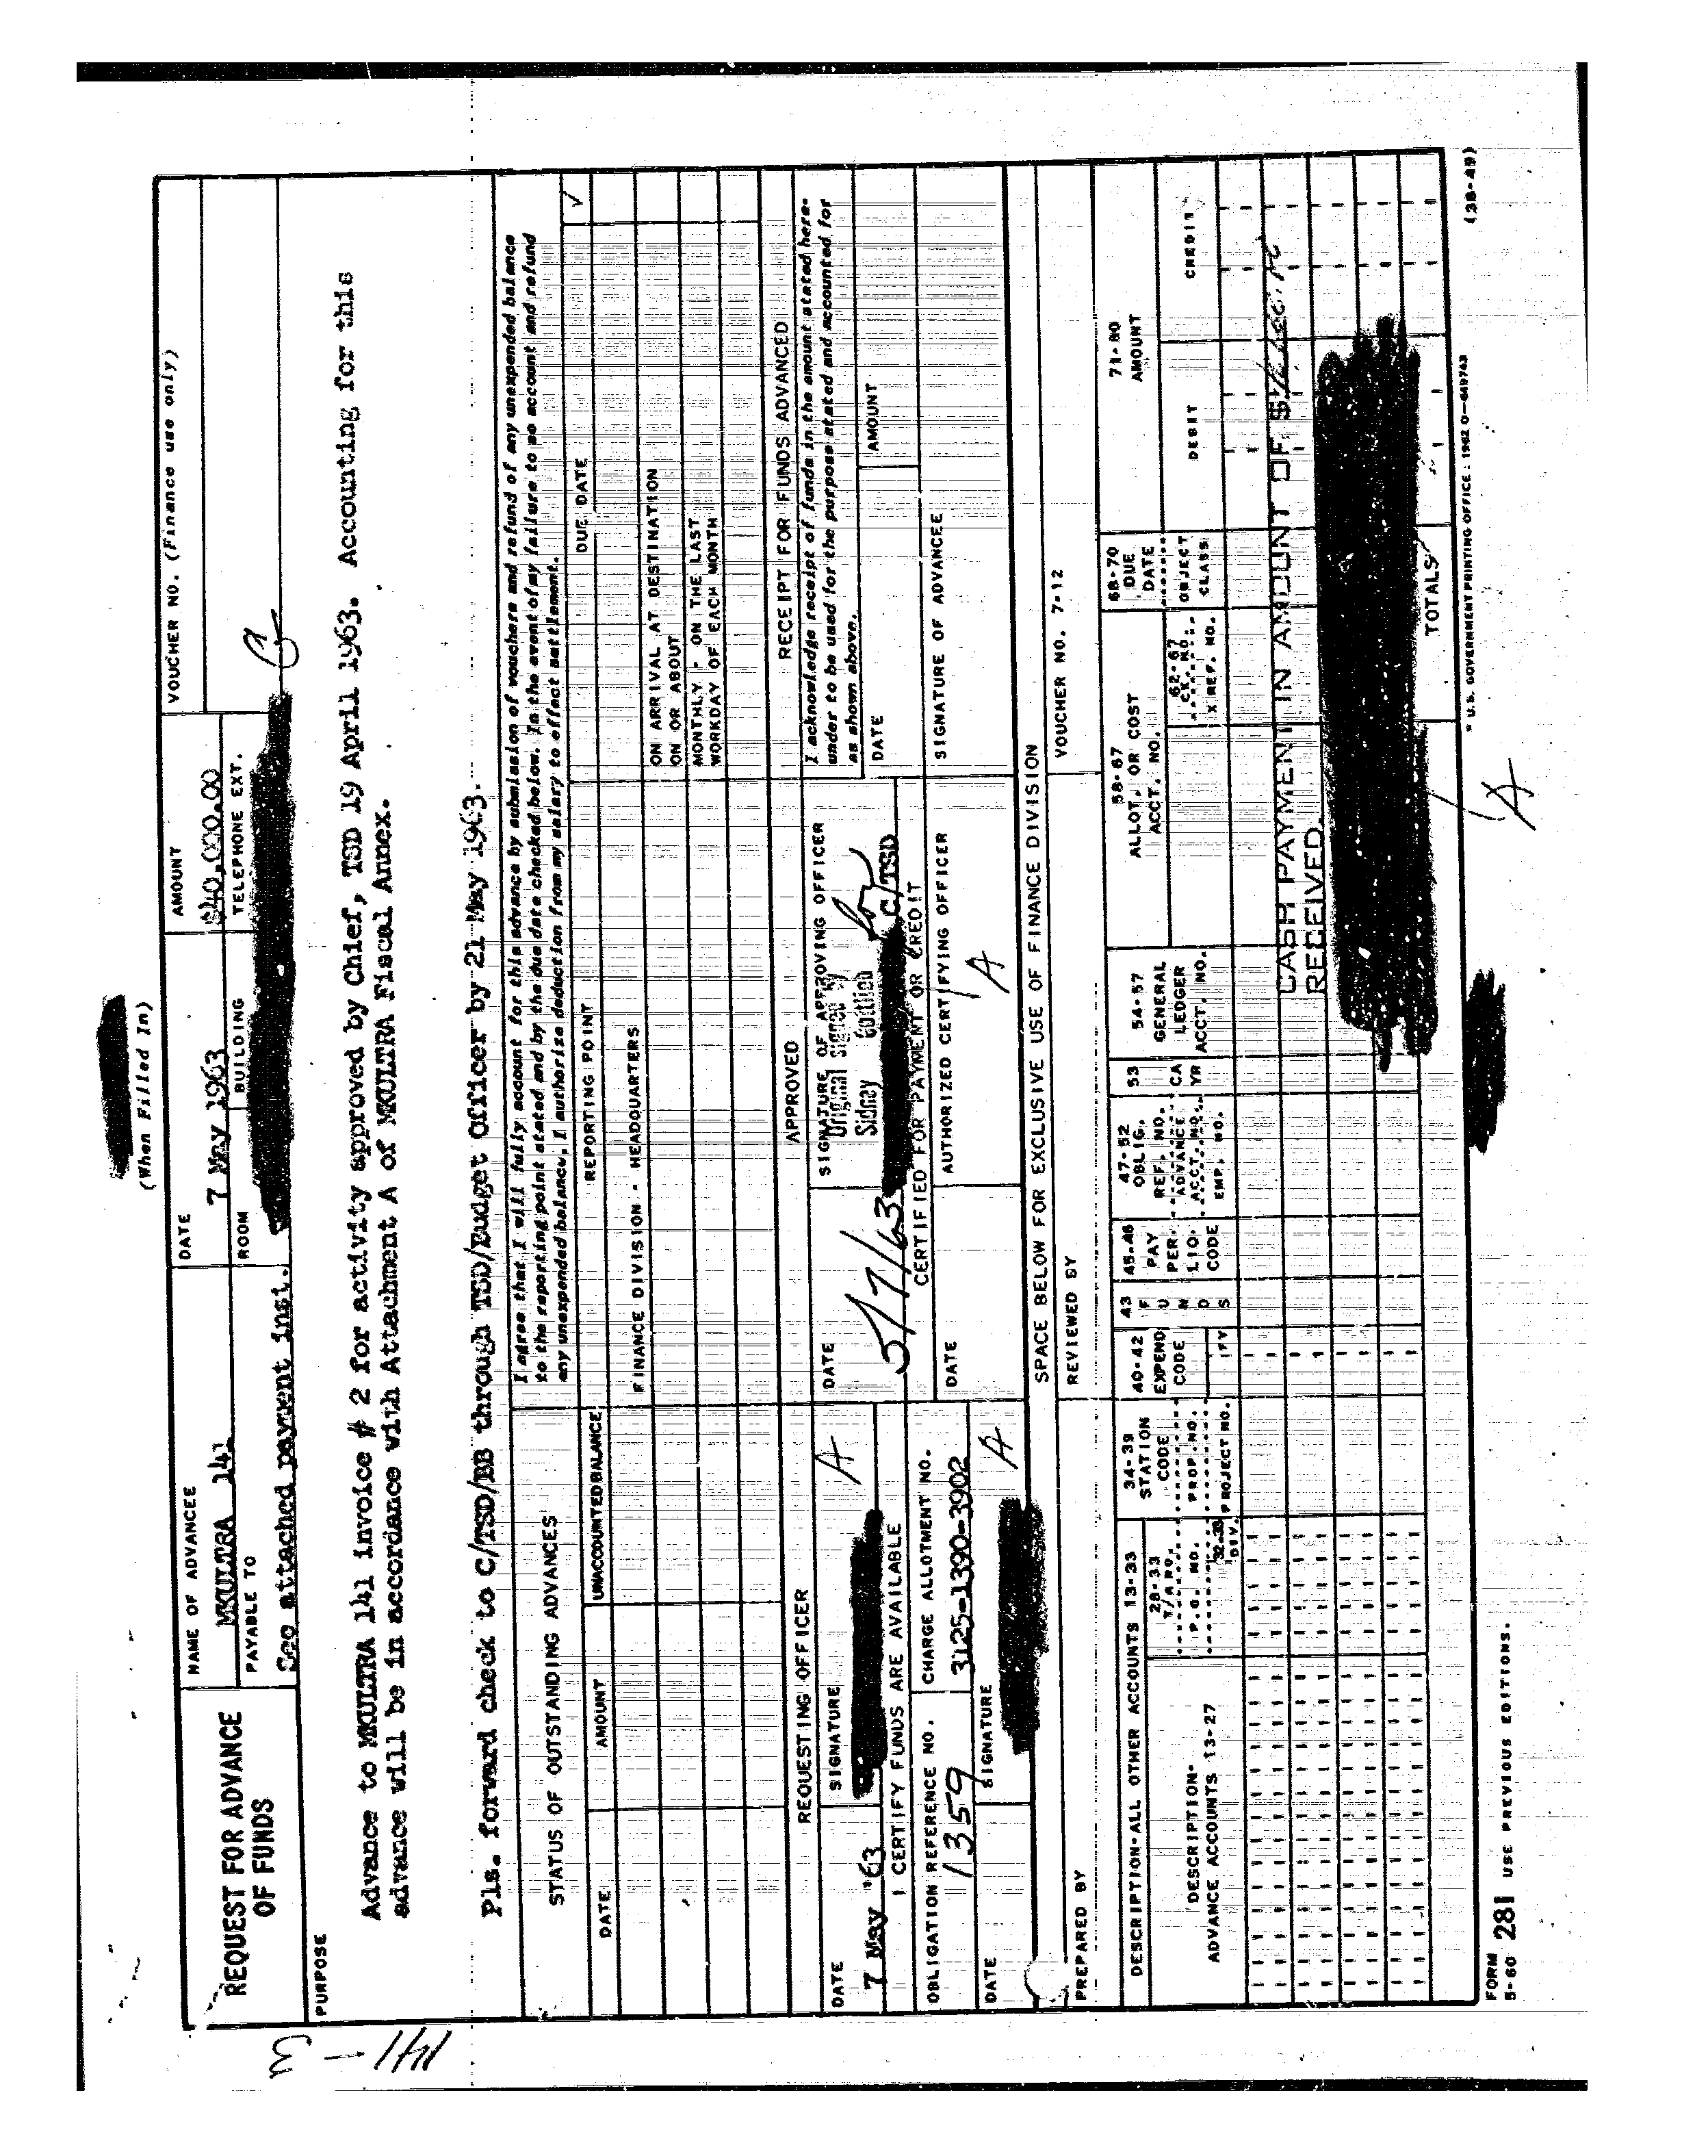 (When Filled In)
REQUEST FOR ADVANCE
OF FUNDS
NAME OF ADVANCEE
MKULTRA 141
DATE
7 May 1963
AMOUNT
$40,000.00
VOUCHER NO. (Finance use only)
PAYABLE TO
See attached payment inst.
ROOM
BUILDING
TELEPHONE EXT.
PURPOSE
Advance to MKULTRA 141 invoice # 2 for activity approved by Chief, TSD 19 April 1963. Accounting for this
advance will be in accordance with Attachment A of MKULTRA Fiscal Annex.
Pls. forward check to C/TSD/BB through TSD/Budget Officer by 21 May 1963.
I agree that I will fully account for this advance by submission of vouchers and refund of any unexpended balance
to the reporting point stated and by the due date checked below. In the event of my failure to so account and refund
any unexpended balance, I authorize deduction from my salary to effect settlement.
STATUS OF OUTSTANDING ADVANCES
REPORTING POINT
DUE DATE
✓
DATE
AMOUNT
UNACCOUNTED BALANCE
FINANCE DIVISION - HEADQUARTERS
ON ARRIVAL AT DESTINATION
ON OR ABOUT
MONTHLY - ON THE LAST
WORKDAY OF EACH MONTH
REQUESTING OFFICER
APPROVED
RECEIPT FOR FUNDS ADVANCED
DATE
7 May '63
SIGNATURE
A
DATE
5/7/63
SIGNATURE OF APPROVING OFFICER
Original Signed By
Sidney Gottlieb
C/TSD
I acknowledge receipt of funds in the amount stated here-
under to be used for the purpose stated and accounted for
as shown above.
DATE
AMOUNT
I CERTIFY FUNDS ARE AVAILABLE
CERTIFIED FOR PAYMENT OR CREDIT
OBLIGATION REFERENCE NO.
1359
CHARGE ALLOTMENT NO.
3125-1390-3902
DATE
AUTHORIZED CERTIFYING OFFICER
A
SIGNATURE OF ADVANCEE
DATE
SIGNATURE
A
SPACE BELOW FOR EXCLUSIVE USE OF FINANCE DIVISION
PREPARED BY
REVIEWED BY
VOUCHER NO. 7-12
DESCRIPTION-ALL OTHER ACCOUNTS 13-33
DESCRIPTION-
ADVANCE ACCOUNTS 13-27
28-33
T/A NO.
P.O. NO.
32-33
DIV.
34-39
STATION
CODE
PROP. NO.
PROJECT NO.
40-42
EXPEND
CODE
43
F
U
N
D
S
45-46
PAY
PER.
LIQ.
CODE
47-52
OBLIG.
REF. NO.
ADVANCE
ACCT. NO.
EMP. NO.
53
CA
YR
54-57
GENERAL
LEDGER
ACCT. NO.
58-67
ALLOT. OR COST
ACCT. NO.
62-67
CK. NO.
X REF. NO.
68-70
DUE
DATE
OBJECT
CLASS
71-80
AMOUNT
DEBIT
CREDIT
CASH PAYMENT IN AMOUNT OF $
RECEIVED.
TOTALS
FORM
5-60 281 USE PREVIOUS EDITIONS.
* U.S. GOVERNMENT PRINTING OFFICE : 1962 O—649743
(38-49)
A
141 - 3